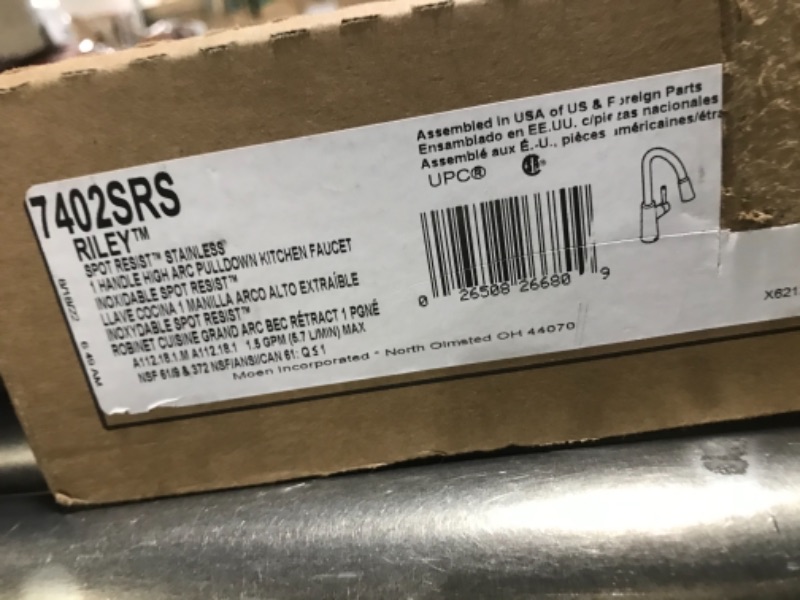 7402SRS
RILEY™
SPOT RESIST™ STAINLESS
1 HANDLE HIGH ARC PULLDOWN KITCHEN FAUCET
INOXIDABLE SPOT RESIST™
LLAVE COCINA 1 MANILLA ARCO ALTO EXTRAÍBLE
INOXYDABLE SPOT RESIST™
ROBINET CUISINE GRAND ARC BEC RÉTRACT 1 PGNÉ
A112.18.1.M A112.18.1 1.5 GPM (5.7 L/MIN) MAX
NSF 61/9 & 372 NSF/ANSI/CAN 61: Q ≤ 1
Moen Incorporated * North Olmsted OH 44070
6:46 AM
Assembled in USA of US & Foreign Parts
Ensamblado en EE.UU. c/piezas nacionales
Assemblé aux É.-U., pièces américaines/étra
UPC®
0 26508 26680 9
X621